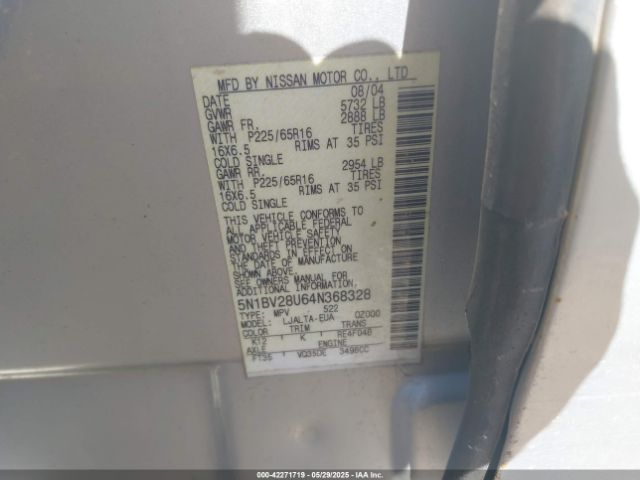 MFD BY NISSAN MOTOR CO., LTD
DATE 08/04
GVWR 5732 LB
GAWR FR. 2888 LB
WITH P225/65R16 TIRES
16X6.5 RIMS AT 35 PSI
COLD SINGLE
GAWR RR. 2954 LB
WITH P225/65R16 TIRES
16X6.5 RIMS AT 35 PSI
COLD SINGLE
THIS VEHICLE CONFORMS TO
ALL APPLICABLE FEDERAL
MOTOR VEHICLE SAFETY
AND THEFT PREVENTION
STANDARDS IN EFFECT ON
THE DATE OF MANUFACTURE
SHOWN ABOVE.
SEE OWNERS MANUAL FOR
ADDITIONAL INFORMATION
5N1BV28U64N368328
TYPE: MPV 522
MODEL: LJALTA-EUA 0Z000
COLOR TRIM TRANS
K12 K RE4F04B
AXLE ENGINE
FT35 VQ35DE 3498CC
000-42271719 05/29/2025 IAAI.COM